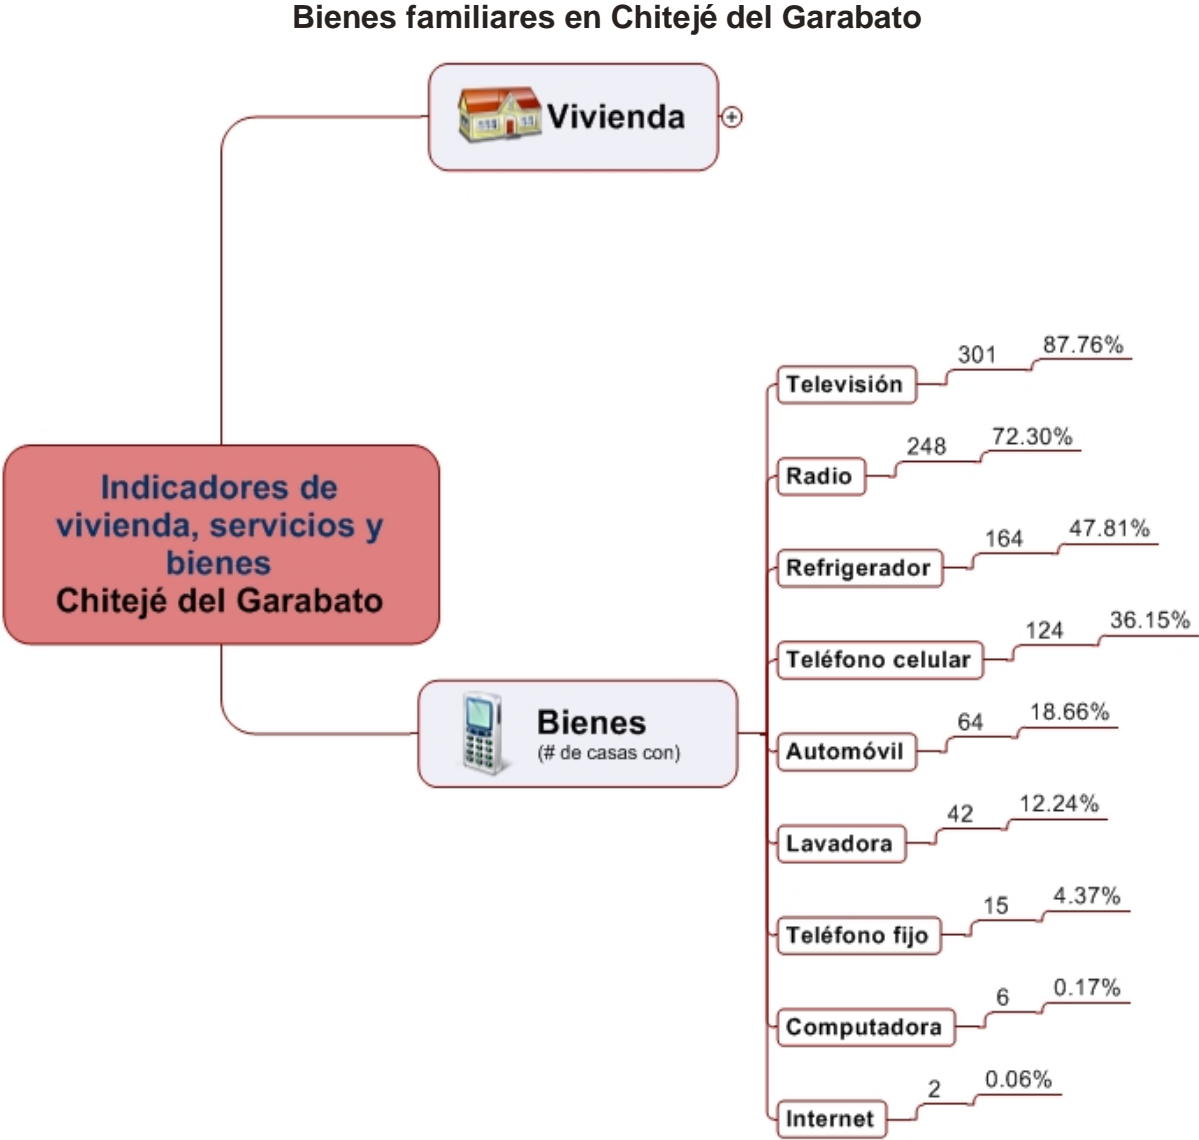 Bienes familiares en Chitejé del Garabato
Vivienda
Indicadores de
vivienda, servicios y
bienes
Chitejé del Garabato
Bienes
(# de casas con)
Televisión 301 87.76%
Radio 248 72.30%
Refrigerador 164 47.81%
Teléfono celular 124 36.15%
Automóvil 64 18.66%
Lavadora 42 12.24%
Teléfono fijo 15 4.37%
Computadora 6 0.17%
Internet 2 0.06%